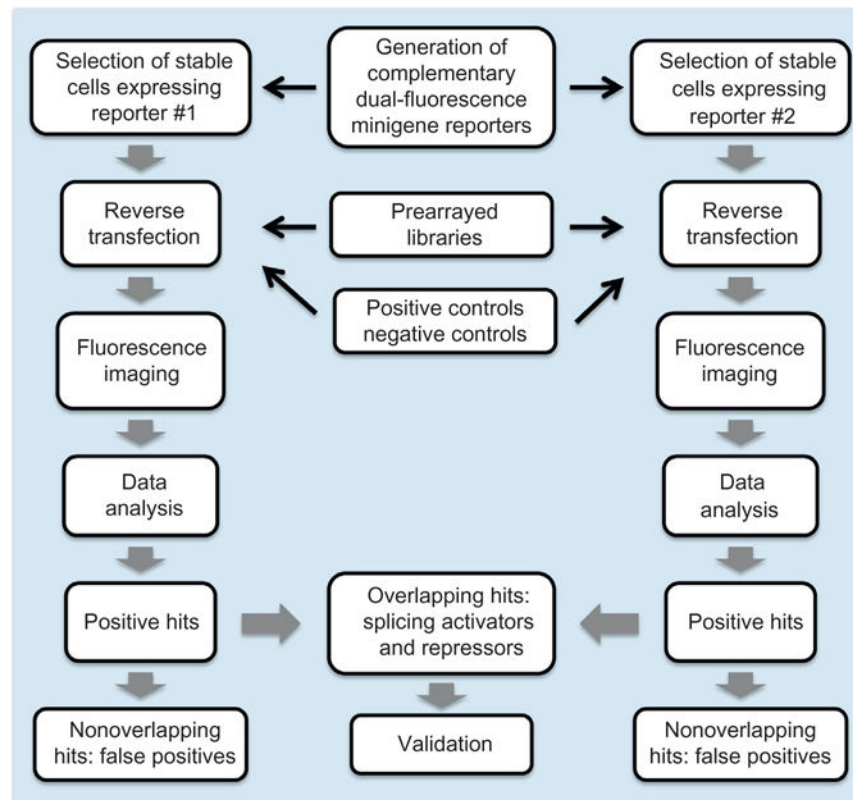 Selection of stable
cells expressing
reporter #1
Generation of
complementary
dual-fluorescence
minigene reporters
Selection of stable
cells expressing
reporter #2
Reverse
transfection
Prearrayed
libraries
Reverse
transfection
Positive controls
negative controls
Fluorescence
imaging
Fluorescence
imaging
Data
analysis
Data
analysis
Positive hits
Overlapping hits:
splicing activators
and repressors
Positive hits
Nonoverlapping
hits: false positives
Validation
Nonoverlapping
hits: false positives